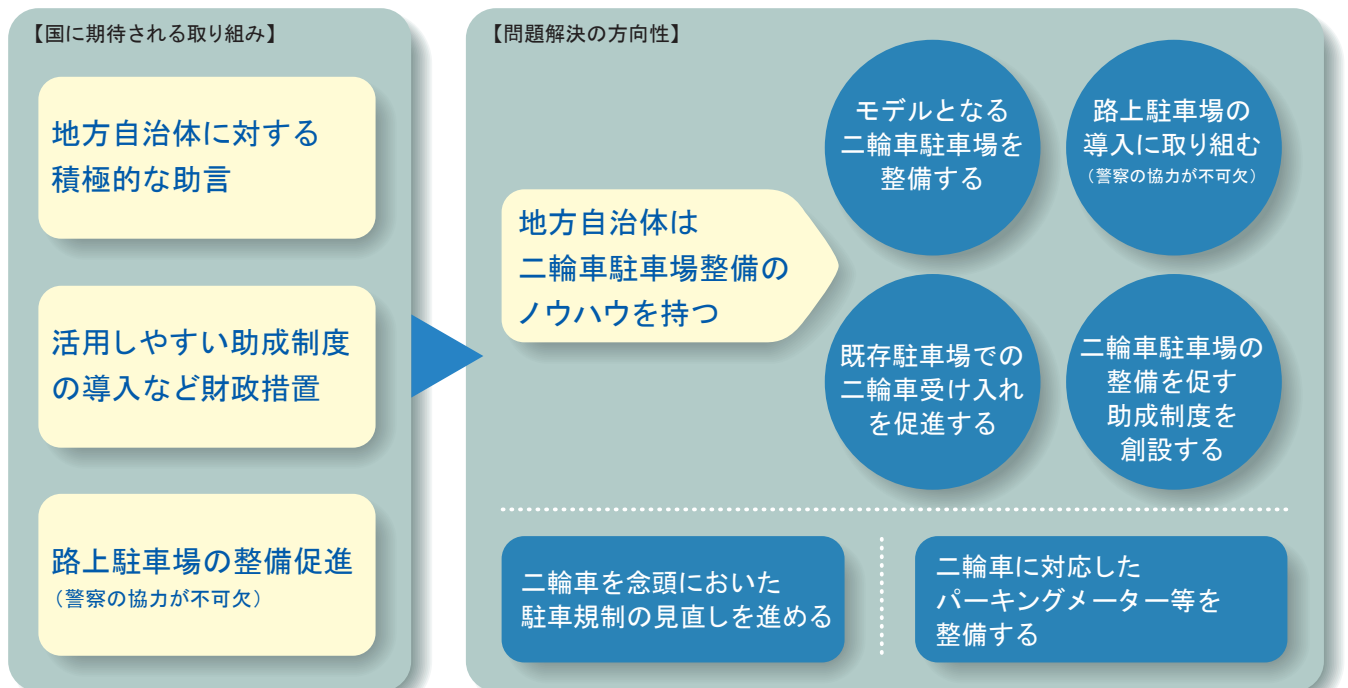 【国に期待される取り組み】
地方自治体に対する
積極的な助言
活用しやすい助成制度
の導入など財政措置
路上駐車場の整備促進
（警察の協力が不可欠）
【問題解決の方向性】
地方自治体は
二輪車駐車場整備の
ノウハウを持つ
モデルとなる
二輪車駐車場を
整備する
路上駐車場の
導入に取り組む
（警察の協力が不可欠）
既存駐車場での
二輪車受け入れ
を促進する
二輪車駐車場の
整備を促す
助成制度を
創設する
二輪車を念頭においた
駐車規制の見直しを進める
二輪車に対応した
パーキングメーター等を
整備する